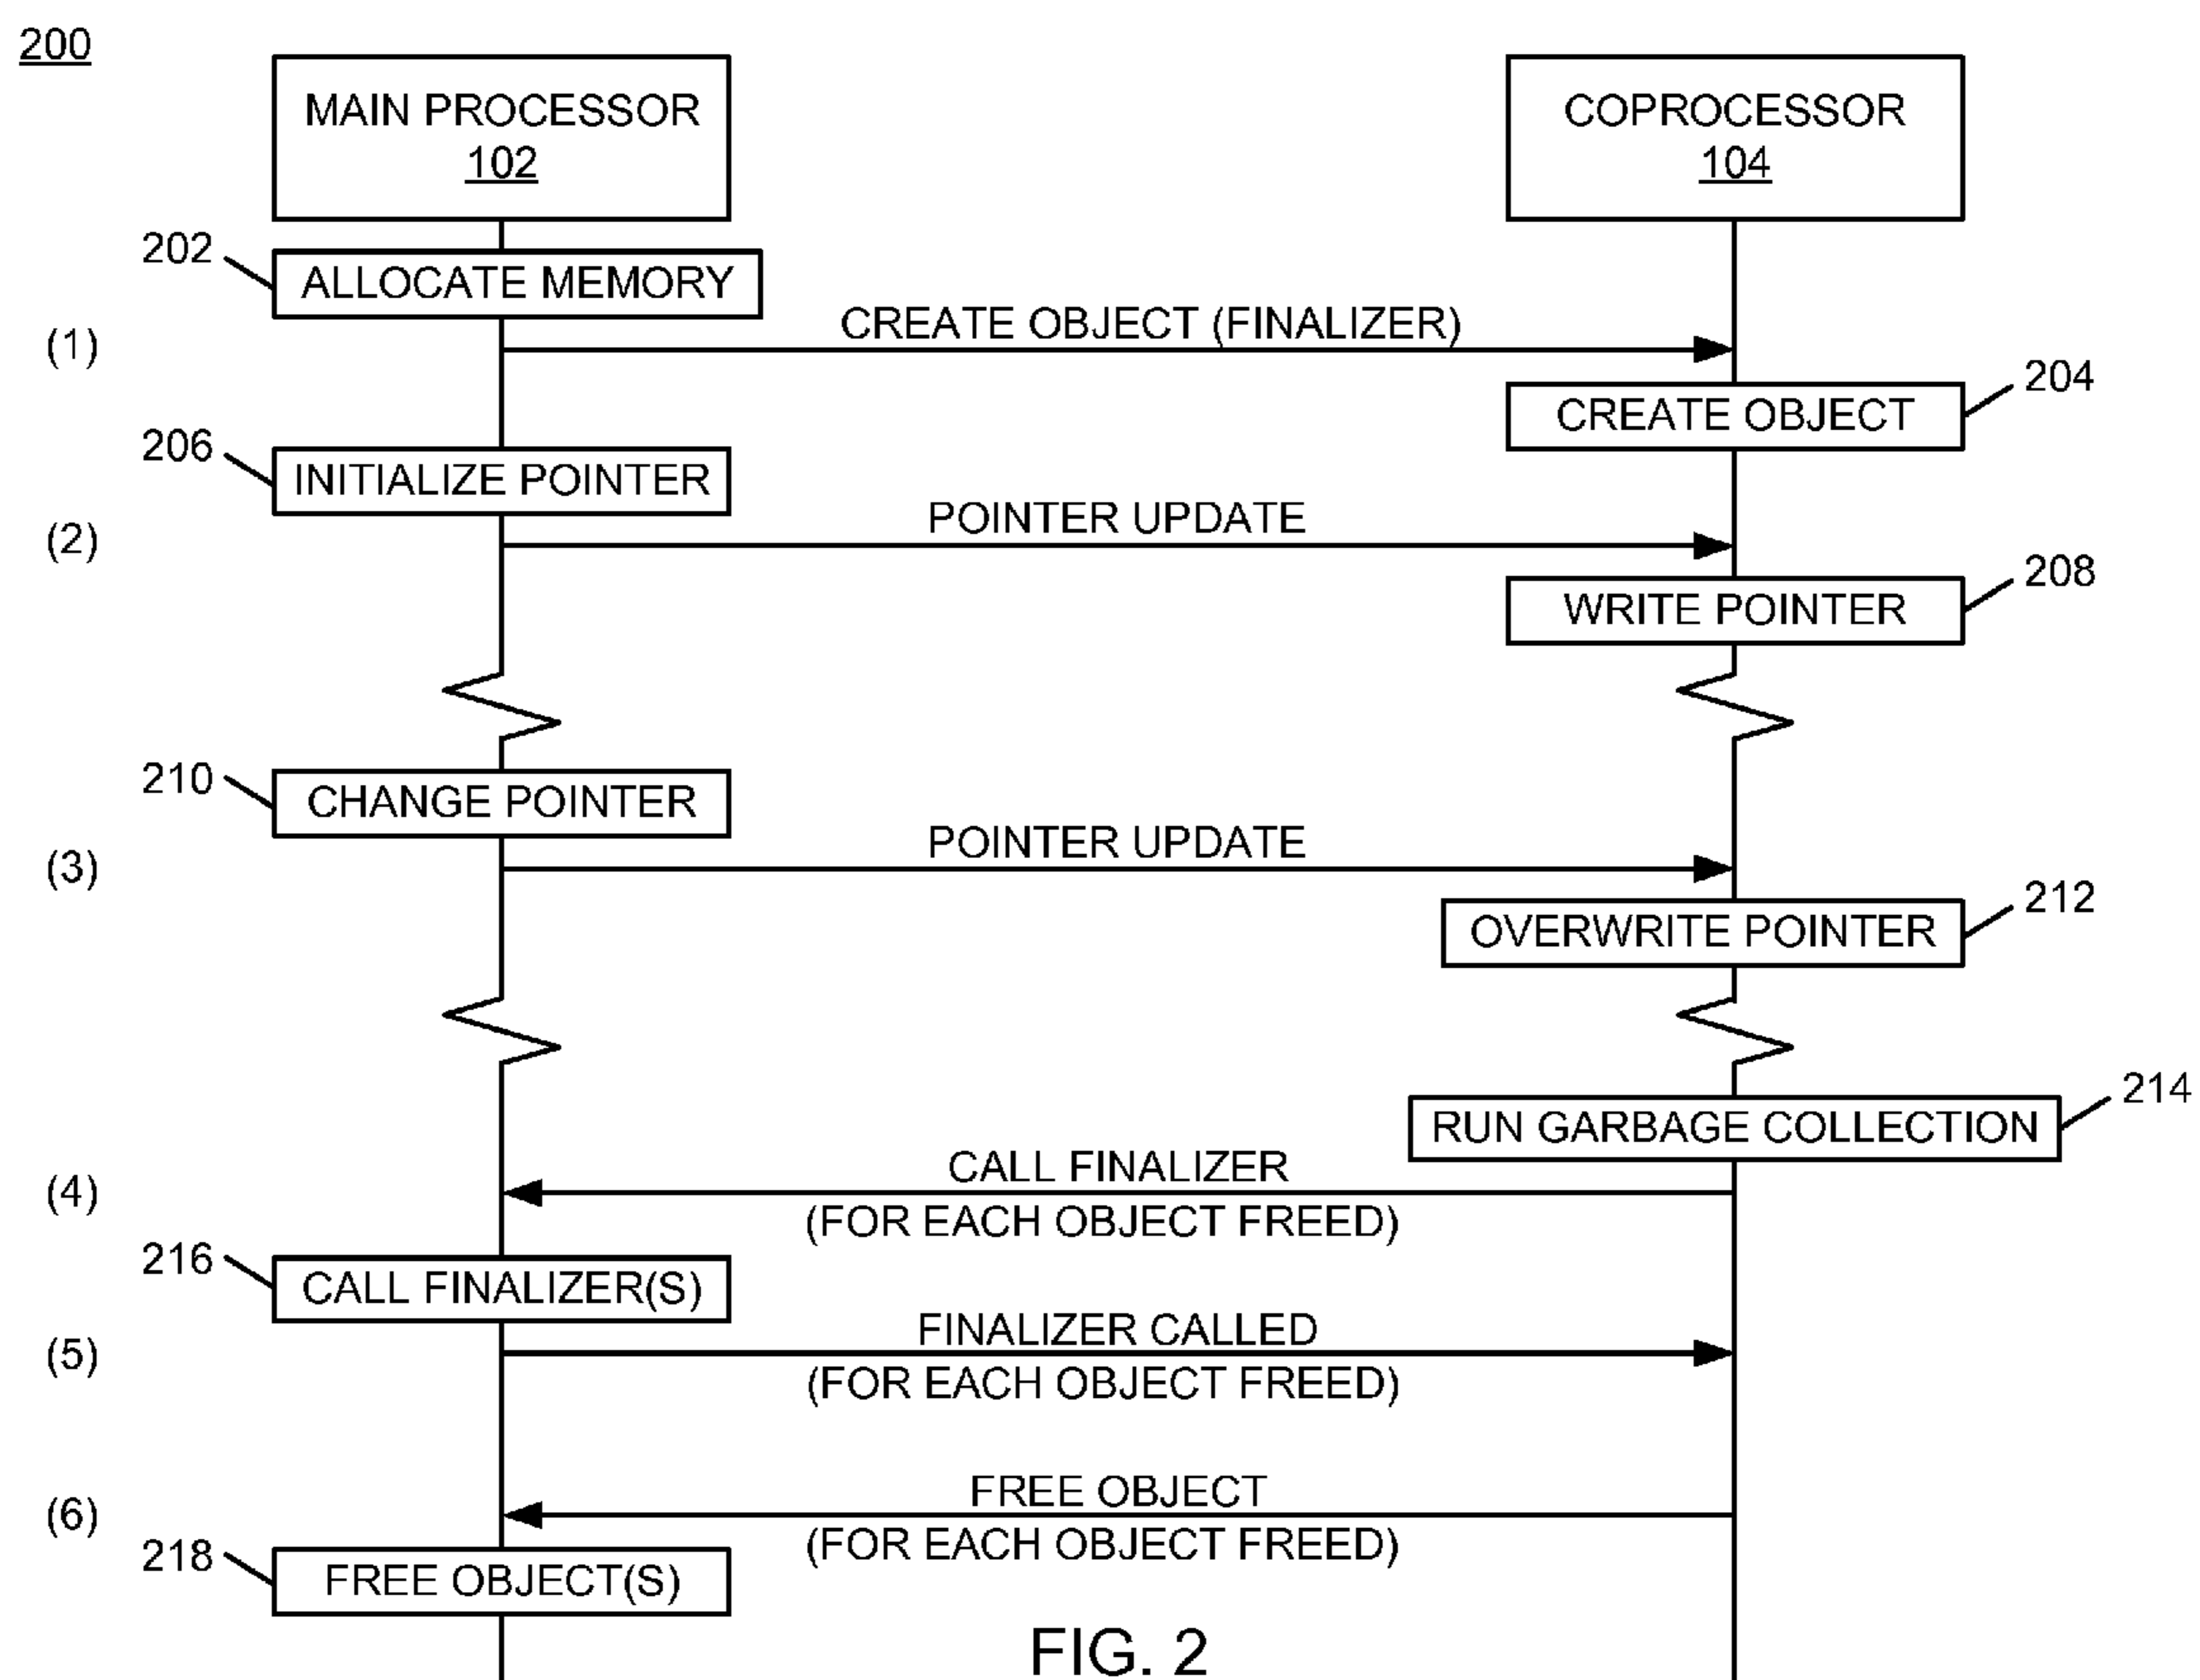 200
MAIN PROCESSOR
102
COPROCESSOR
104
202
ALLOCATE MEMORY
(1)
CREATE OBJECT (FINALIZER)
204
CREATE OBJECT
206
INITIALIZE POINTER
(2)
POINTER UPDATE
208
WRITE POINTER
210
CHANGE POINTER
(3)
POINTER UPDATE
212
OVERWRITE POINTER
214
RUN GARBAGE COLLECTION
(4)
CALL FINALIZER
(FOR EACH OBJECT FREED)
216
CALL FINALIZER(S)
(5)
FINALIZER CALLED
(FOR EACH OBJECT FREED)
(6)
FREE OBJECT
(FOR EACH OBJECT FREED)
218
FREE OBJECT(S)
FIG. 2